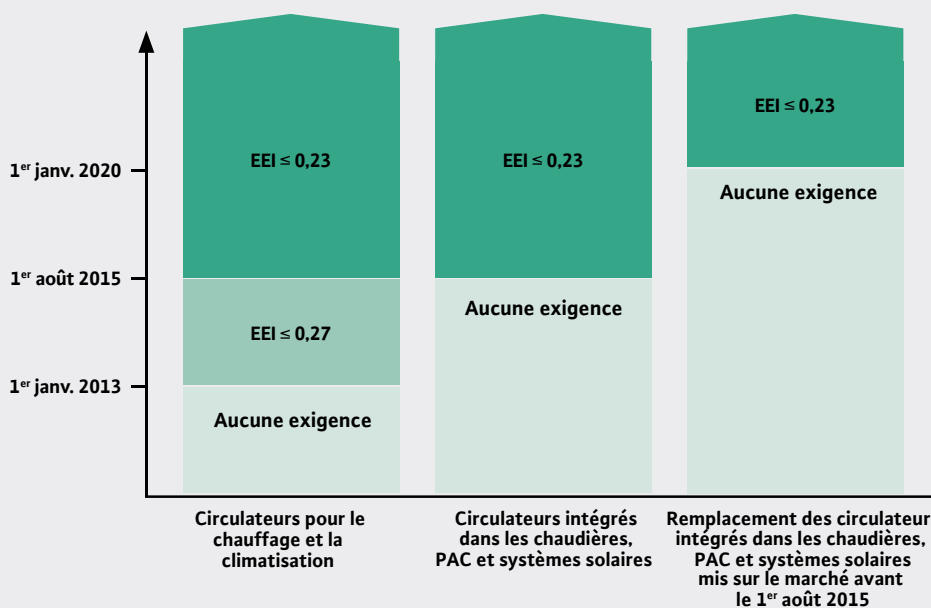 EEI ≤ 0,23
1er janv. 2020
EEI ≤ 0,23
EEI ≤ 0,23
Aucune exigence
1er août 2015
EEI ≤ 0,27
Aucune exigence
1er janv. 2013
Aucune exigence
Circulateurs pour le
chauffage et la
climatisation
Circulateurs intégrés
dans les chaudières,
PAC et systèmes solaires
Remplacement des circulateur
intégrés dans les chaudières,
PAC et systèmes solaires
mis sur le marché avant
le 1er août 2015